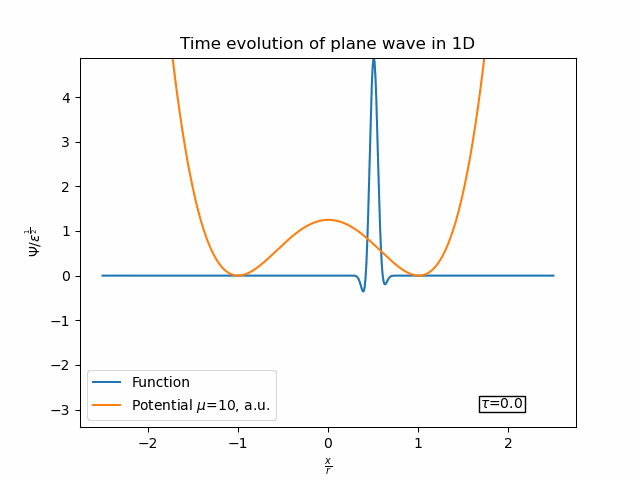 Time evolution of plane wave in 1D
4
3
2
1
0
−1
−2
−3
Ψ/ε^{1/2}
Function
Potential μ=10, a.u.
τ=0.0
−2 −1 0 1 2
x/r